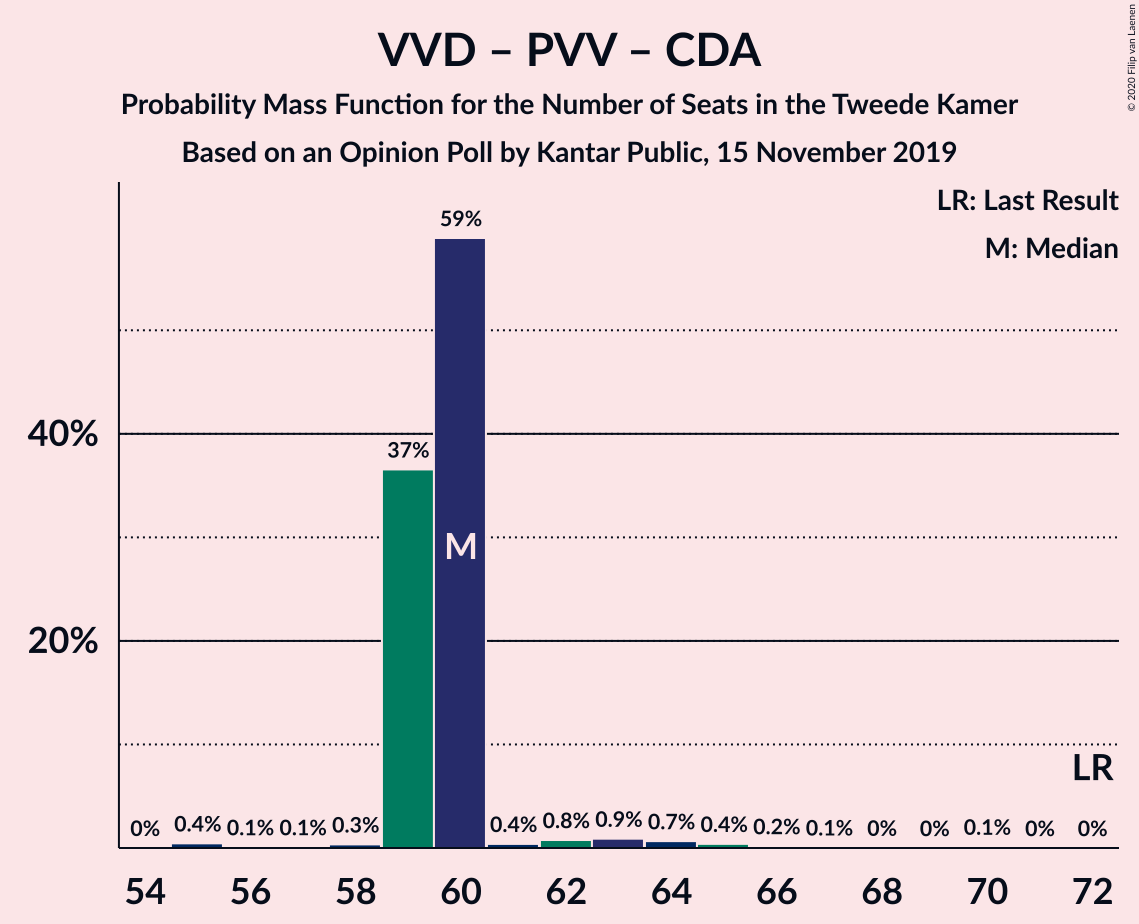 © 2020 Filip van Laenen
VVD – PVV – CDA
Probability Mass Function for the Number of Seats in the Tweede Kamer
Based on an Opinion Poll by Kantar Public, 15 November 2019
LR: Last Result
M: Median
59%
40%
37%
M
20%
LR
0% 0.4% 0.1% 0.1% 0.3% 0.4% 0.8% 0.9% 0.7% 0.4% 0.2% 0.1% 0% 0% 0.1% 0% 0%
54 56 58 60 62 64 66 68 70 72